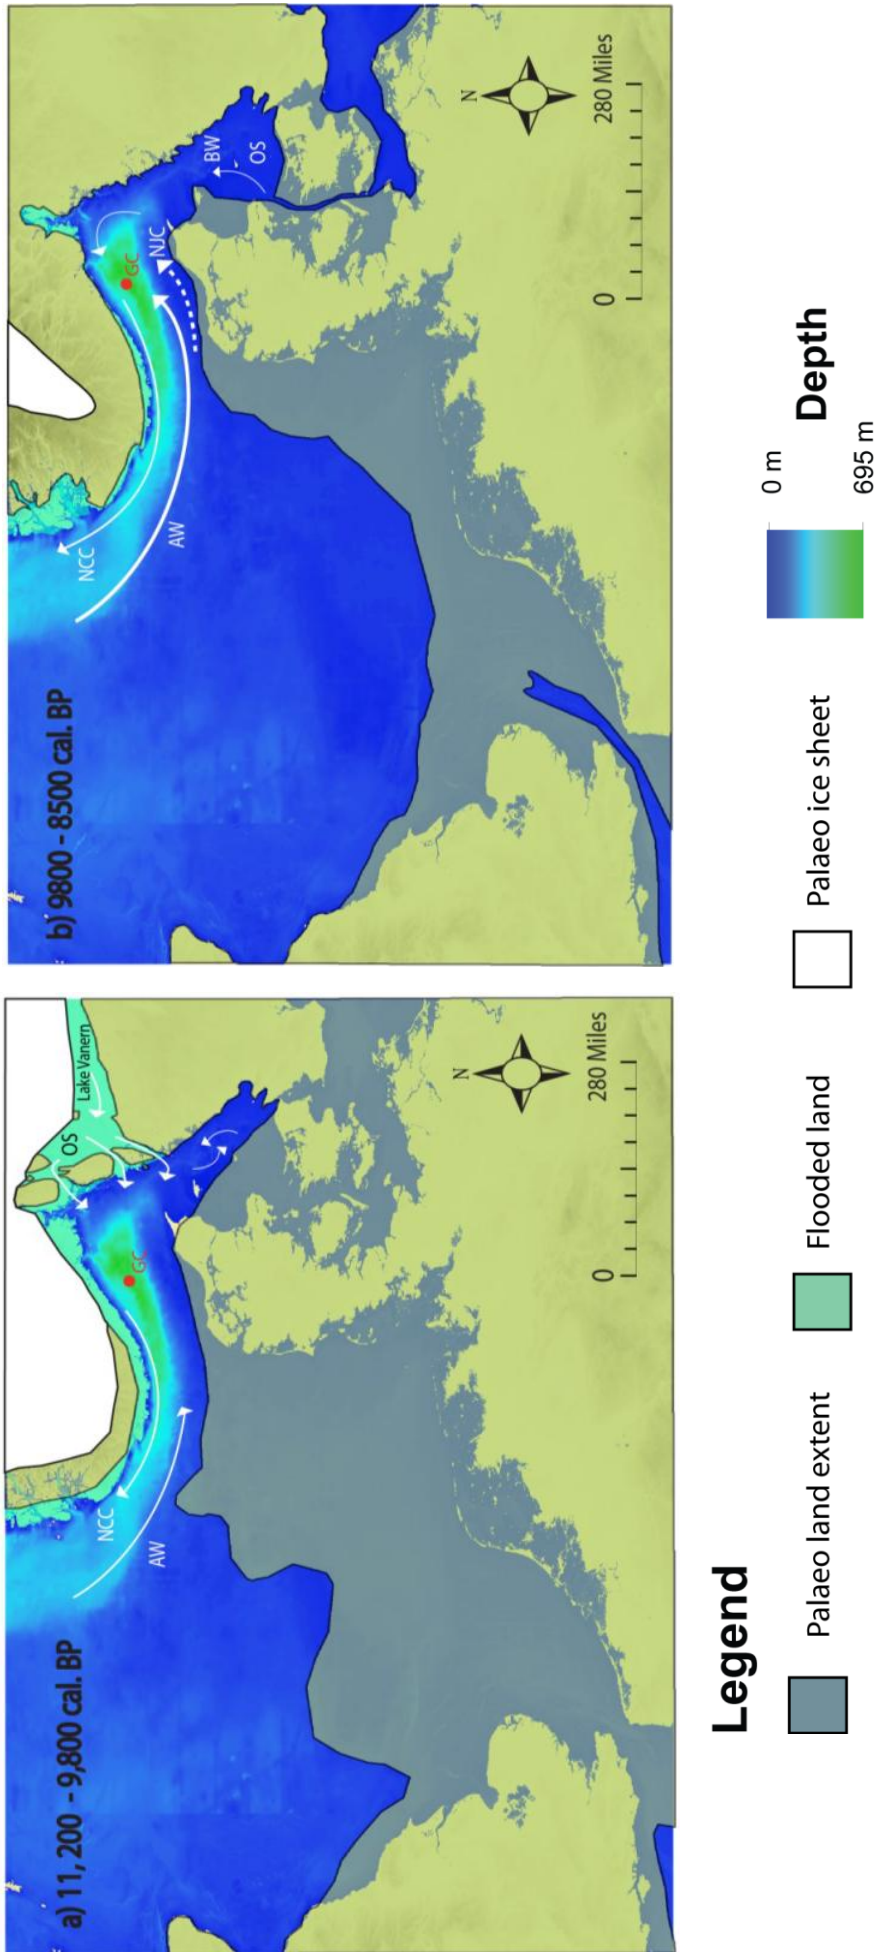 a) 11, 200 - 9,800 cal. BP
NCC
AW
GC
OS
Lake Vanern
N
0
280 Miles
b) 9800 - 8500 cal. BP
NCC
AW
GC
NJC
BW
OS
N
0
280 Miles
Legend
Palaeo land extent
Flooded land
Palaeo ice sheet
0 m
695 m
Depth